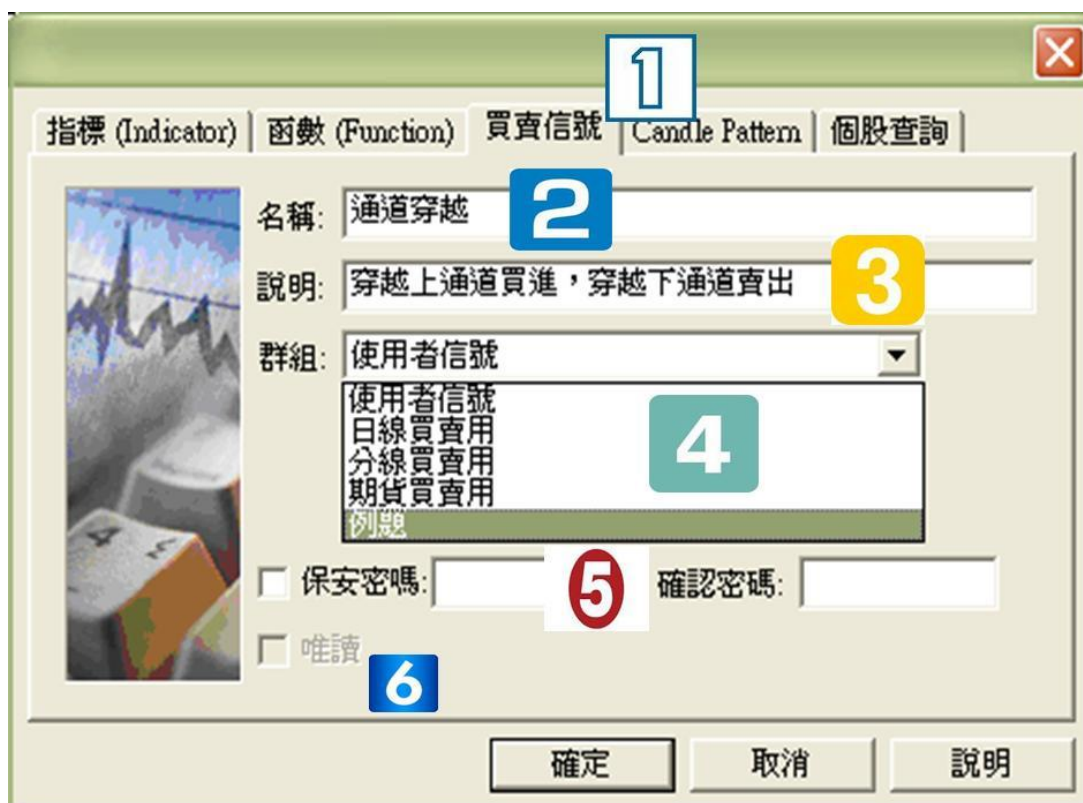 1
指標 (Indicator) 函數 (Function) 買賣信號 Candle Pattern 個股查詢
名稱: 通道穿越 2
說明: 穿越上通道買進，穿越下通道賣出 3
群組: 使用者信號
使用者信號
日線買賣用
分線買賣用
期貨買賣用
例題
4
保安密嗎: 5 確認密碼:
唯讀
6
確定 取消 說明